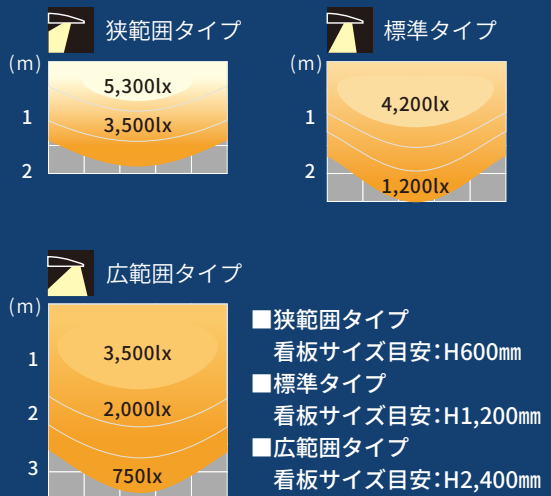 狭範囲タイプ
(m)
5,300lx
1
3,500lx
2
標準タイプ
(m)
4,200lx
1
2
1,200lx
広範囲タイプ
(m)
3,500lx
1
2,000lx
2
3
750lx
■狭範囲タイプ
看板サイズ目安:H600㎜
■標準タイプ
看板サイズ目安:H1,200㎜
■広範囲タイプ
看板サイズ目安:H2,400㎜